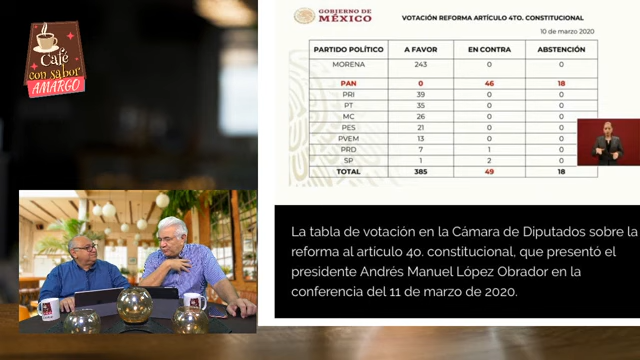 Café
con sabor
AMARGO
GOBIERNO DE
MÉXICO
VOTACIÓN REFORMA ARTÍCULO 4TO. CONSTITUCIONAL
10 de marzo 2020
PARTIDO POLÍTICO A FAVOR EN CONTRA ABSTENCIÓN
MORENA 243 0 0
PAN 0 46 18
PRI 39 0 0
PT 35 0 0
MC 26 0 0
PES 21 0 0
PVEM 13 0 0
PRD 7 1 0
SP 1 2 0
TOTAL 385 49 18
La tabla de votación en la Cámara de Diputados sobre la
reforma al artículo 4o. constitucional, que presentó el
presidente Andrés Manuel López Obrador en la
conferencia del 11 de marzo de 2020.